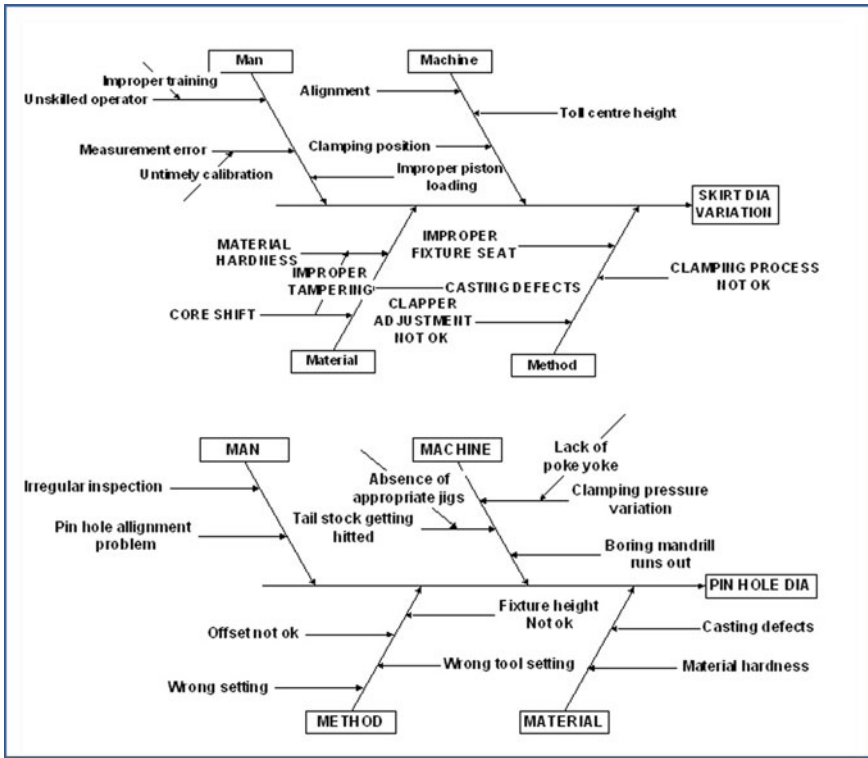 Man
Machine
Improper training
Unskilled operator
Alignment
Toll centre height
Measurement error
Clamping position
Untimely calibration
Improper piston
loading
SKIRT DIA
VARIATION
MATERIAL
HARDNESS
IMPROPER
FIXTURE SEAT
IMPROPER
TAMPERING
CASTING DEFECTS
CLAMPING PROCESS
NOT OK
CORE SHIFT
CLAPPER
ADJUSTMENT
NOT OK
Material
Method
MAN
MACHINE
Lack of
poke yoke
Irregular inspection
Absence of
appropriate jigs
Clamping pressure
variation
Pin hole allignment
problem
Tail stock getting
hitted
Boring mandrill
runs out
PIN HOLE DIA
Fixture height
Not ok
Offset not ok
Casting defects
Wrong tool setting
Material hardness
Wrong setting
METHOD
MATERIAL